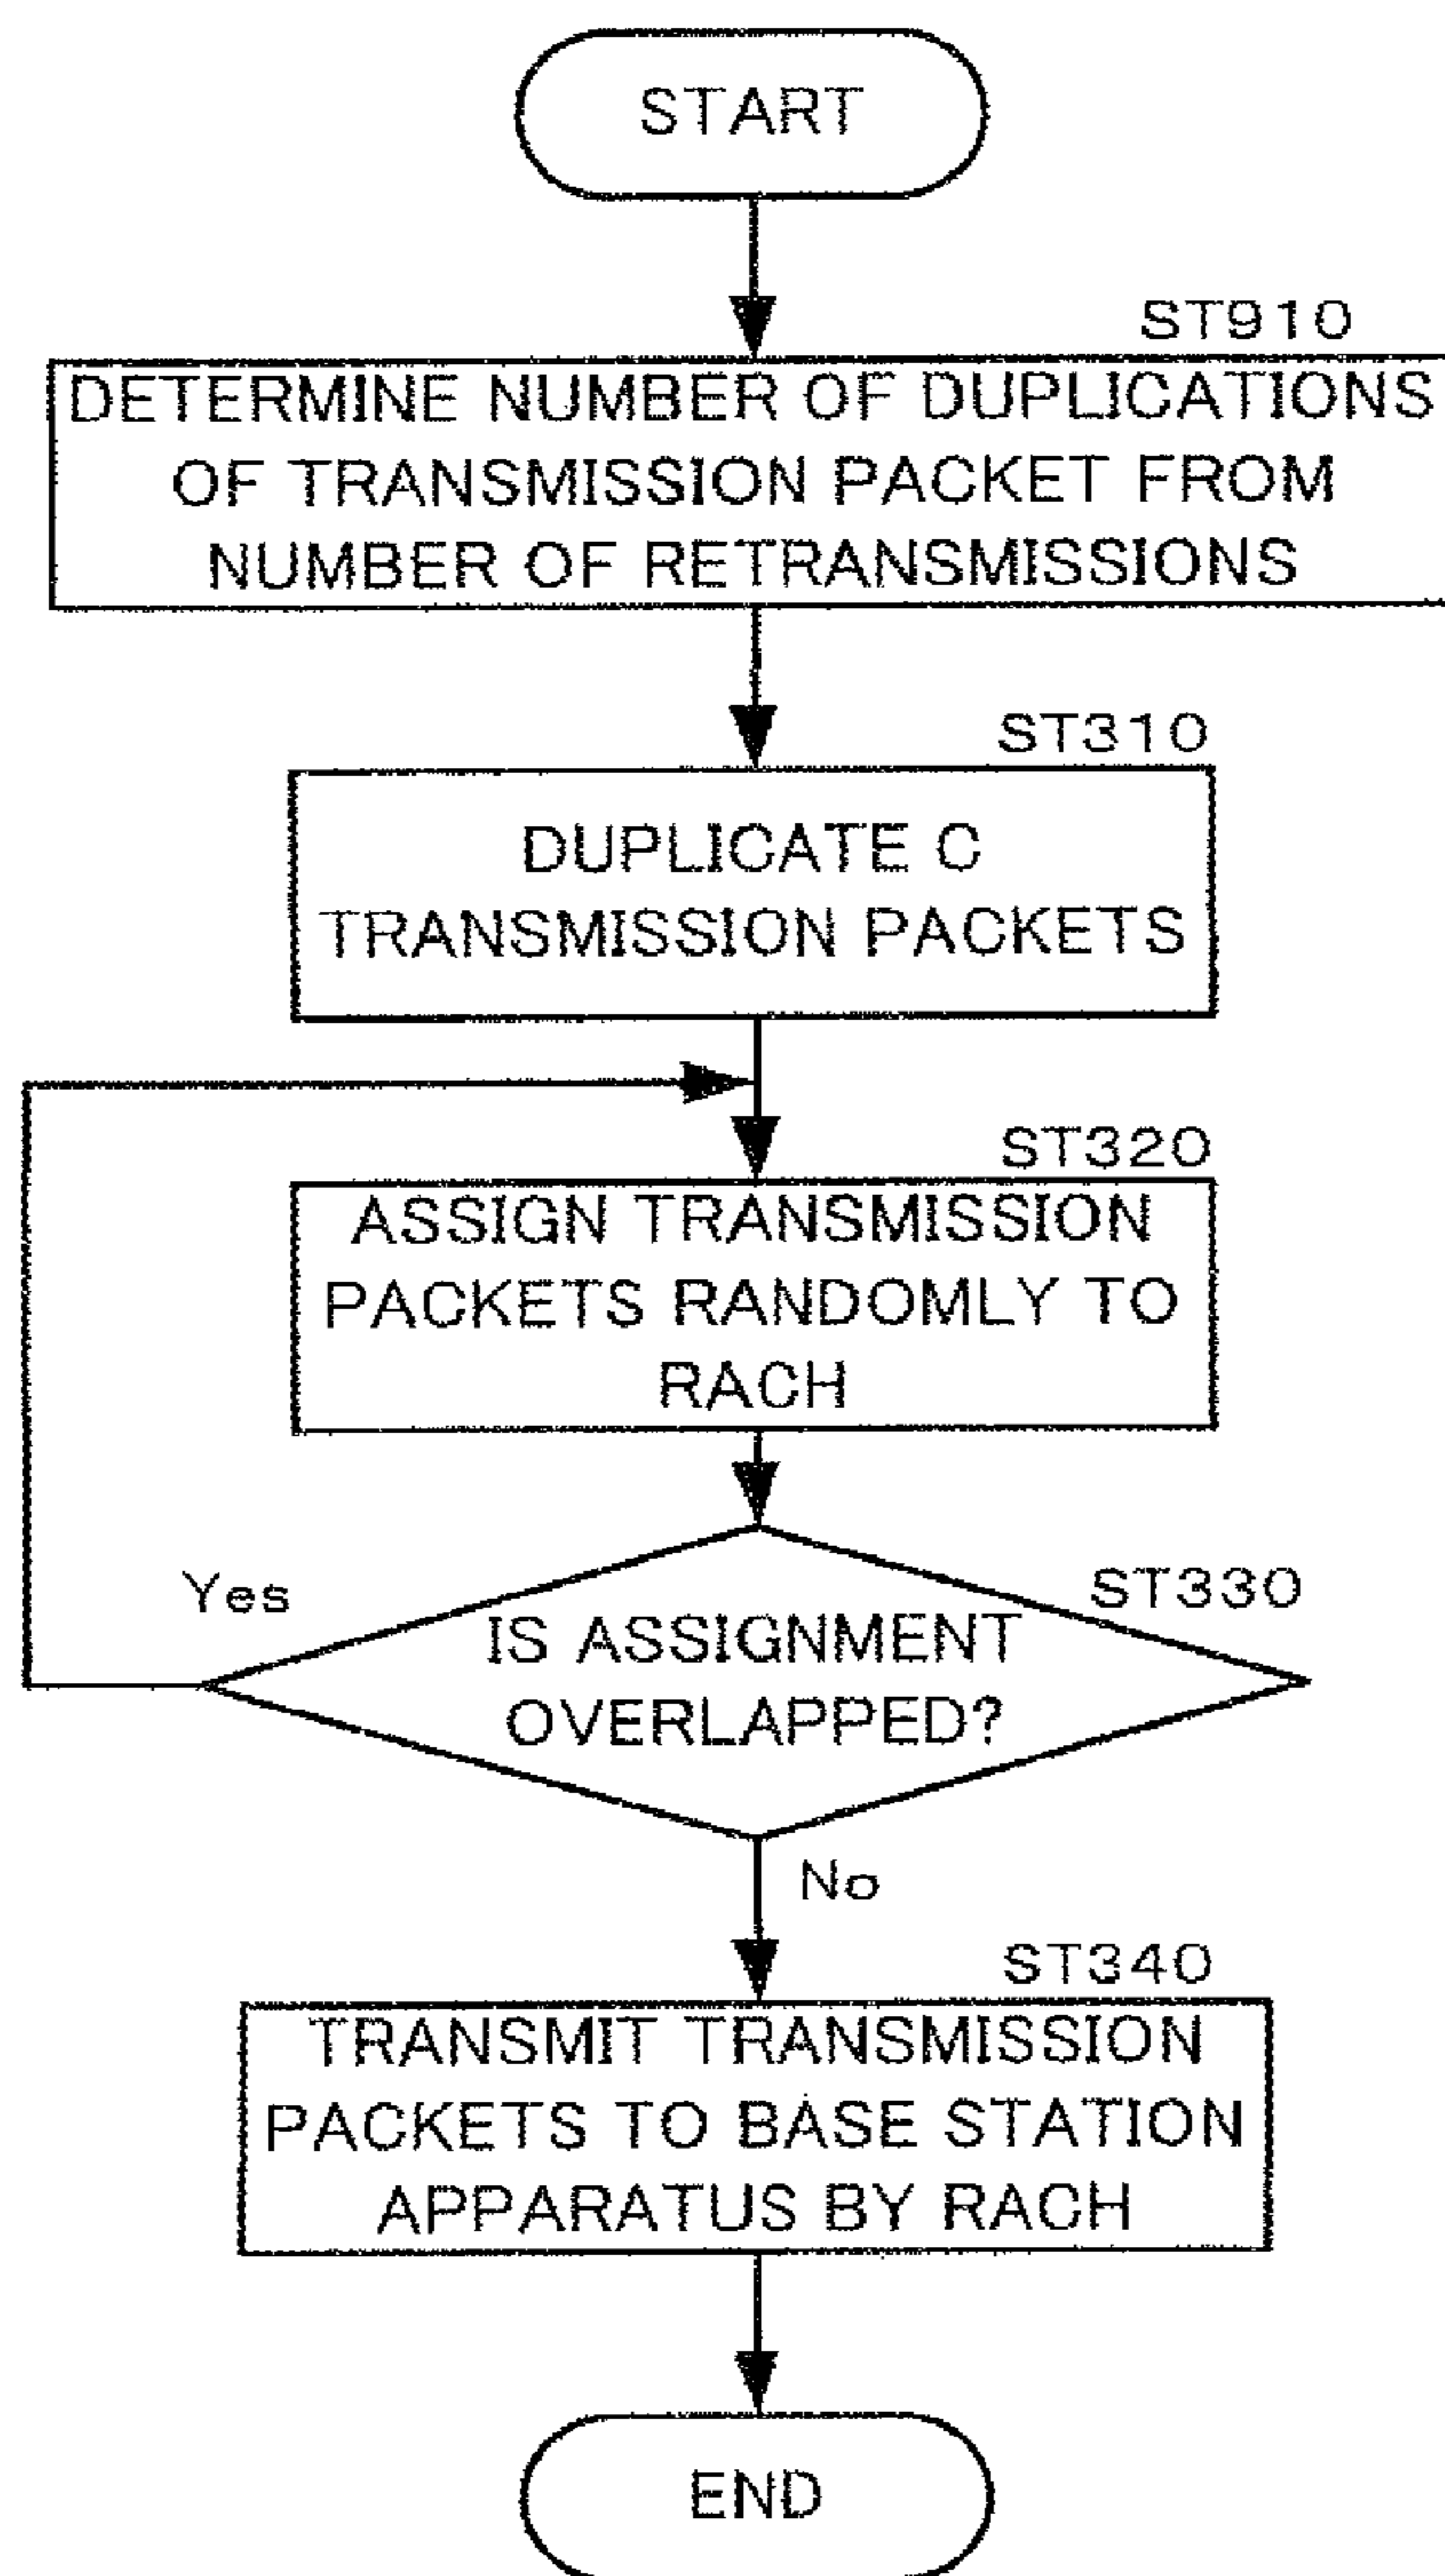 START
ST910
DETERMINE NUMBER OF DUPLICATIONS
OF TRANSMISSION PACKET FROM
NUMBER OF RETRANSMISSIONS
ST310
DUPLICATE C
TRANSMISSION PACKETS
ST320
ASSIGN TRANSMISSION
PACKETS RANDOMLY TO
RACH
Yes
ST330
IS ASSIGNMENT
OVERLAPPED?
No
ST340
TRANSMIT TRANSMISSION
PACKETS TO BASE STATION
APPARATUS BY RACH
END